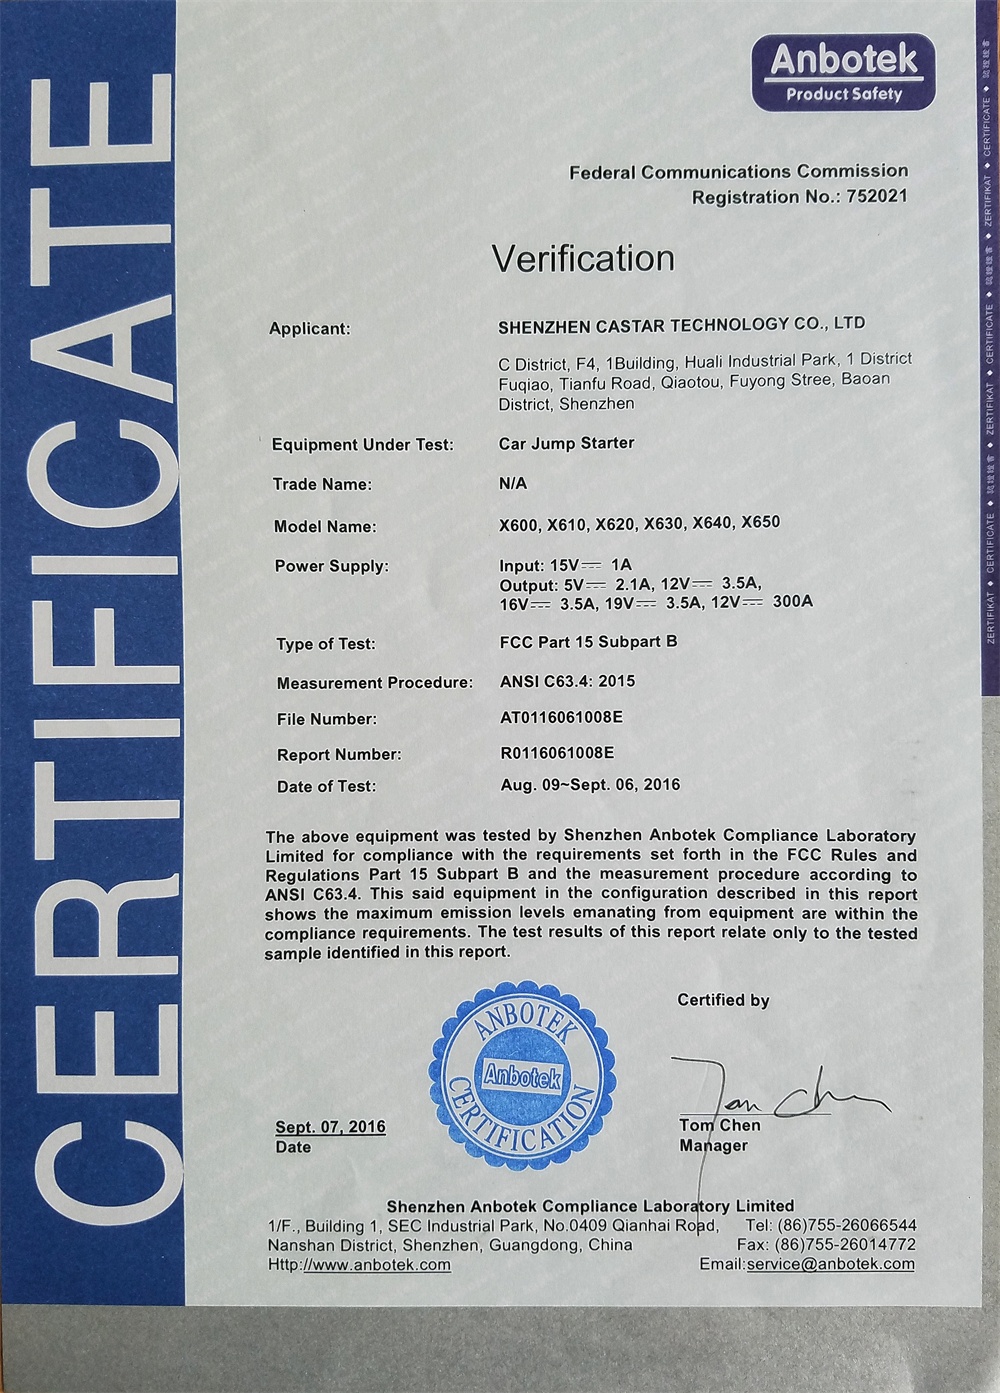 CERTIFICATE
Anbotek
Product Safety
Federal Communications Commission
Registration No.: 752021
Verification
Applicant: SHENZHEN CASTAR TECHNOLOGY CO., LTD
C District, F4, 1Building, Huali Industrial Park, 1 District
Fuqiao, Tianfu Road, Qiaotou, Fuyong Stree, Baoan
District, Shenzhen
Equipment Under Test: Car Jump Starter
Trade Name: N/A
Model Name: X600, X610, X620, X630, X640, X650
Power Supply: Input: 15V⎓ 1A
Output: 5V⎓ 2.1A, 12V⎓ 3.5A,
16V⎓ 3.5A, 19V⎓ 3.5A, 12V⎓ 300A
Type of Test: FCC Part 15 Subpart B
Measurement Procedure: ANSI C63.4: 2015
File Number: AT0116061008E
Report Number: R0116061008E
Date of Test: Aug. 09~Sept. 06, 2016
The above equipment was tested by Shenzhen Anbotek Compliance Laboratory
Limited for compliance with the requirements set forth in the FCC Rules and
Regulations Part 15 Subpart B and the measurement procedure according to
ANSI C63.4. This said equipment in the configuration described in this report
shows the maximum emission levels emanating from equipment are within the
compliance requirements. The test results of this report relate only to the tested
sample identified in this report.
ANBOTEK
Anbotek
CERTIFICATION
Certified by
Tom Chen
Sept. 07, 2016
Date
Tom Chen
Manager
Shenzhen Anbotek Compliance Laboratory Limited
1/F., Building 1, SEC Industrial Park, No.0409 Qianhai Road, Tel: (86)755-26066544
Nanshan District, Shenzhen, Guangdong, China Fax: (86)755-26014772
Http://www.anbotek.com Email:service@anbotek.com
ZERTIFIKAT ◆ CERTIFICATE ◆ ZERTIFIKAT ◆ CERTIFICATE ◆ ZERTIFIKAT ◆ CERTIFICATE ◆